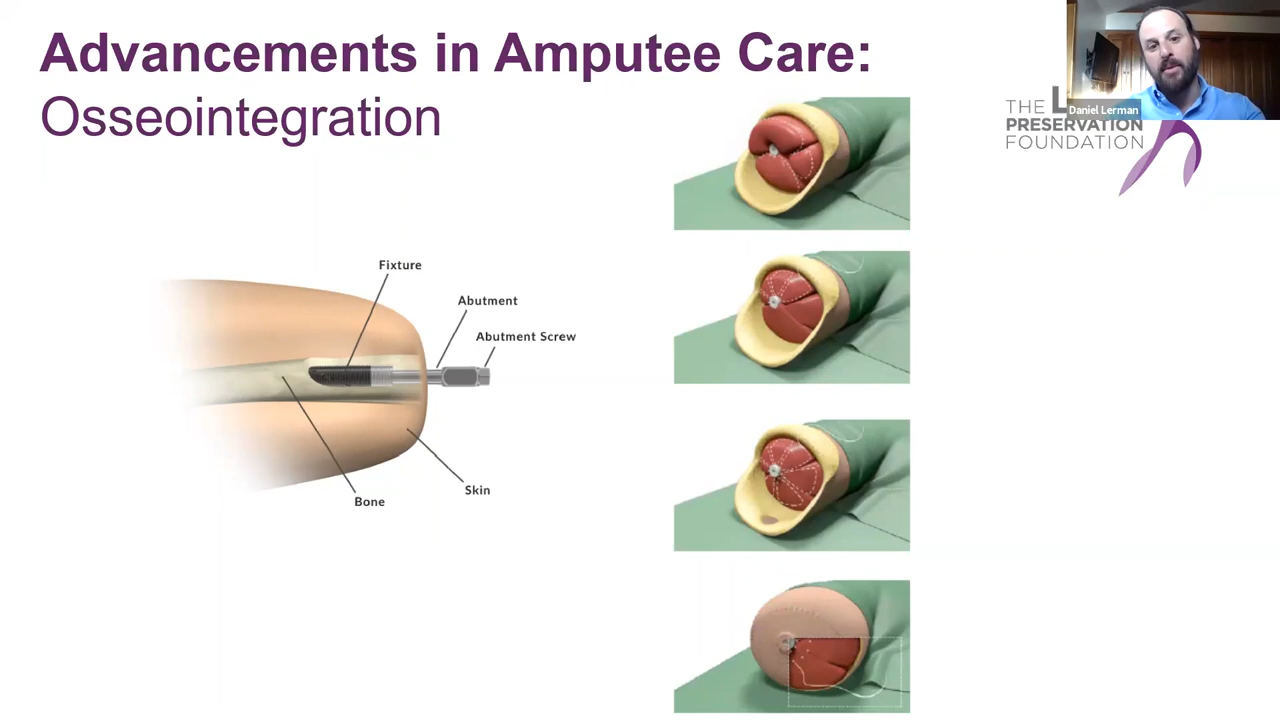 Advancements in Amputee Care:
Osseointegration
THE L
PRESERVATION
FOUNDATION
Daniel Lerman
Fixture
Abutment
Abutment Screw
Skin
Bone